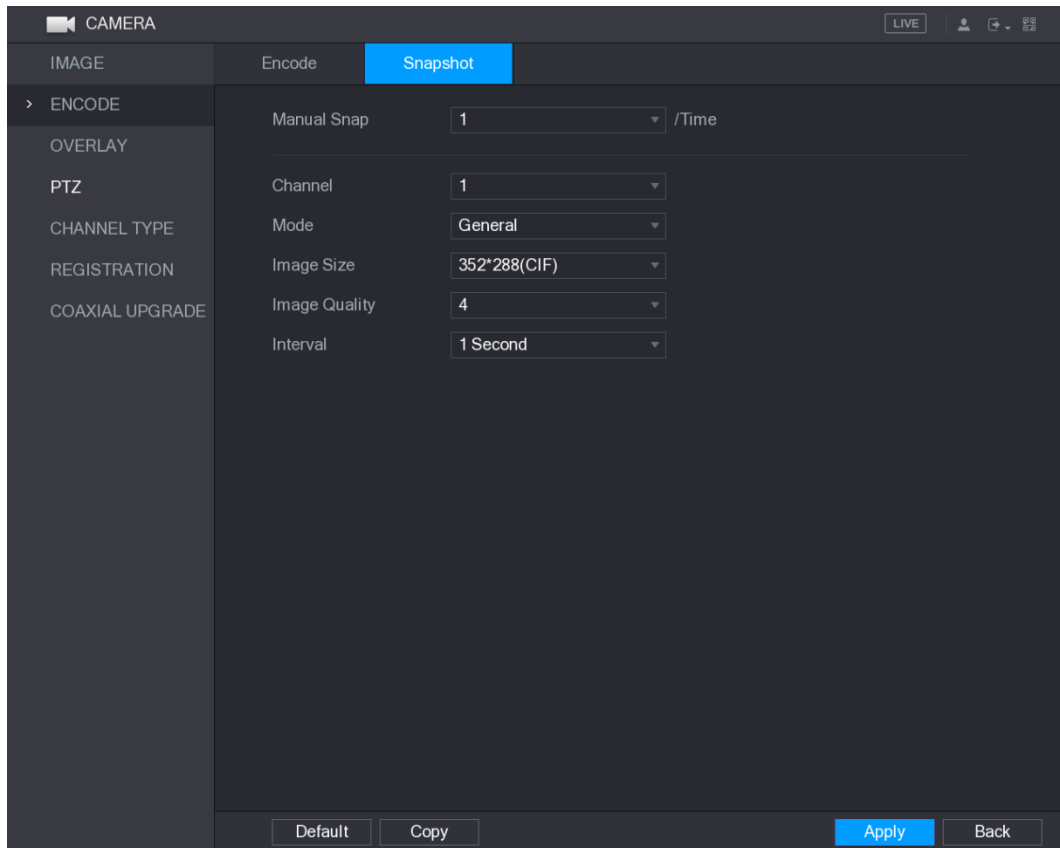 CAMERA LIVE
IMAGE Encode Snapshot
> ENCODE
Manual Snap 1 /Time
OVERLAY
PTZ Channel 1
CHANNEL TYPE Mode General
REGISTRATION Image Size 352*288(CIF)
COAXIAL UPGRADE Image Quality 4
Interval 1 Second
Default Copy Apply Back